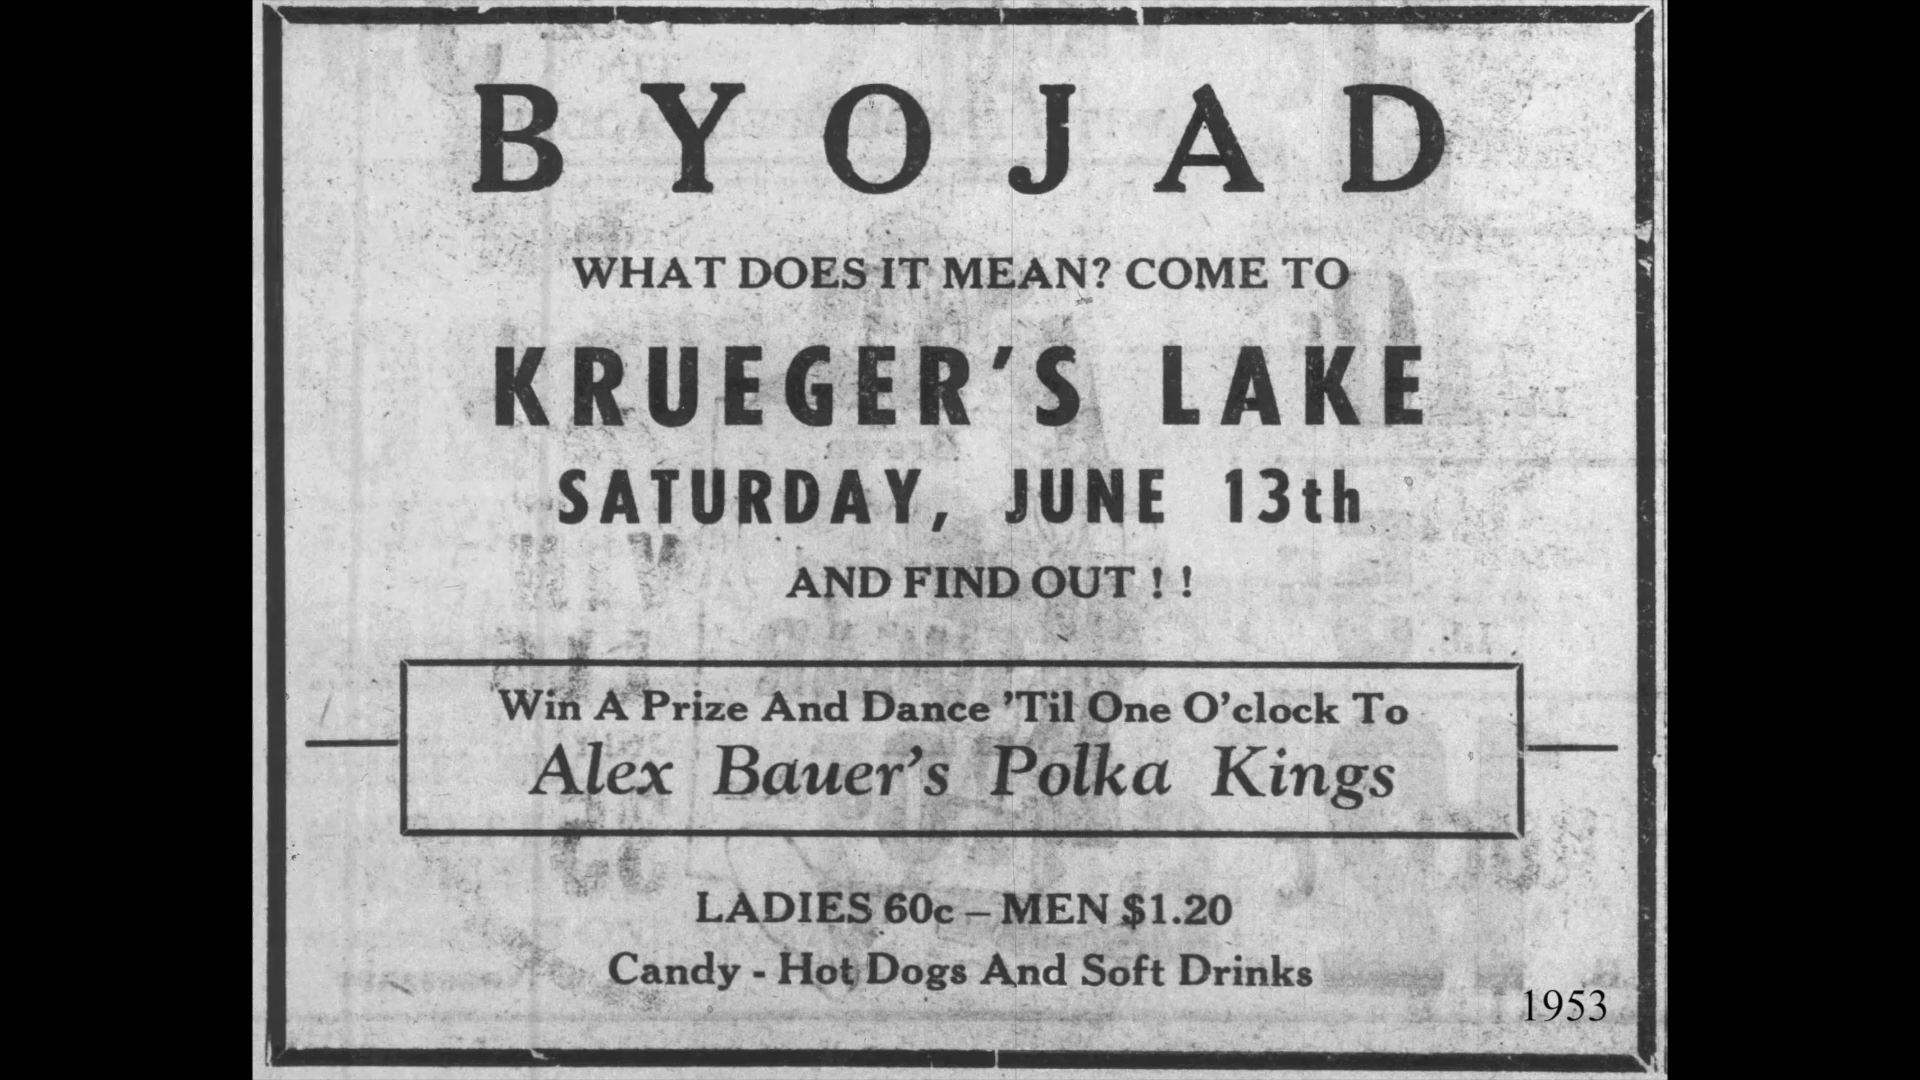 BYOJAD
WHAT DOES IT MEAN? COME TO
KRUEGER'S LAKE
SATURDAY, JUNE 13th
AND FIND OUT ! !
Win A Prize And Dance 'Til One O'clock To
Alex Bauer's Polka Kings
LADIES 60c – MEN $1.20
Candy - Hot Dogs And Soft Drinks
1953